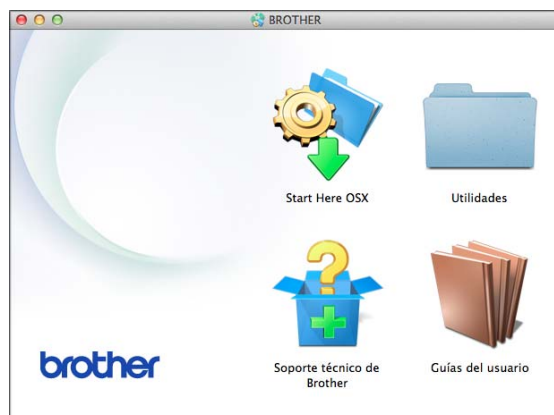 BROTHER
Start Here OSX
Utilidades
Soporte técnico de
Brother
Guías del usuario
brother